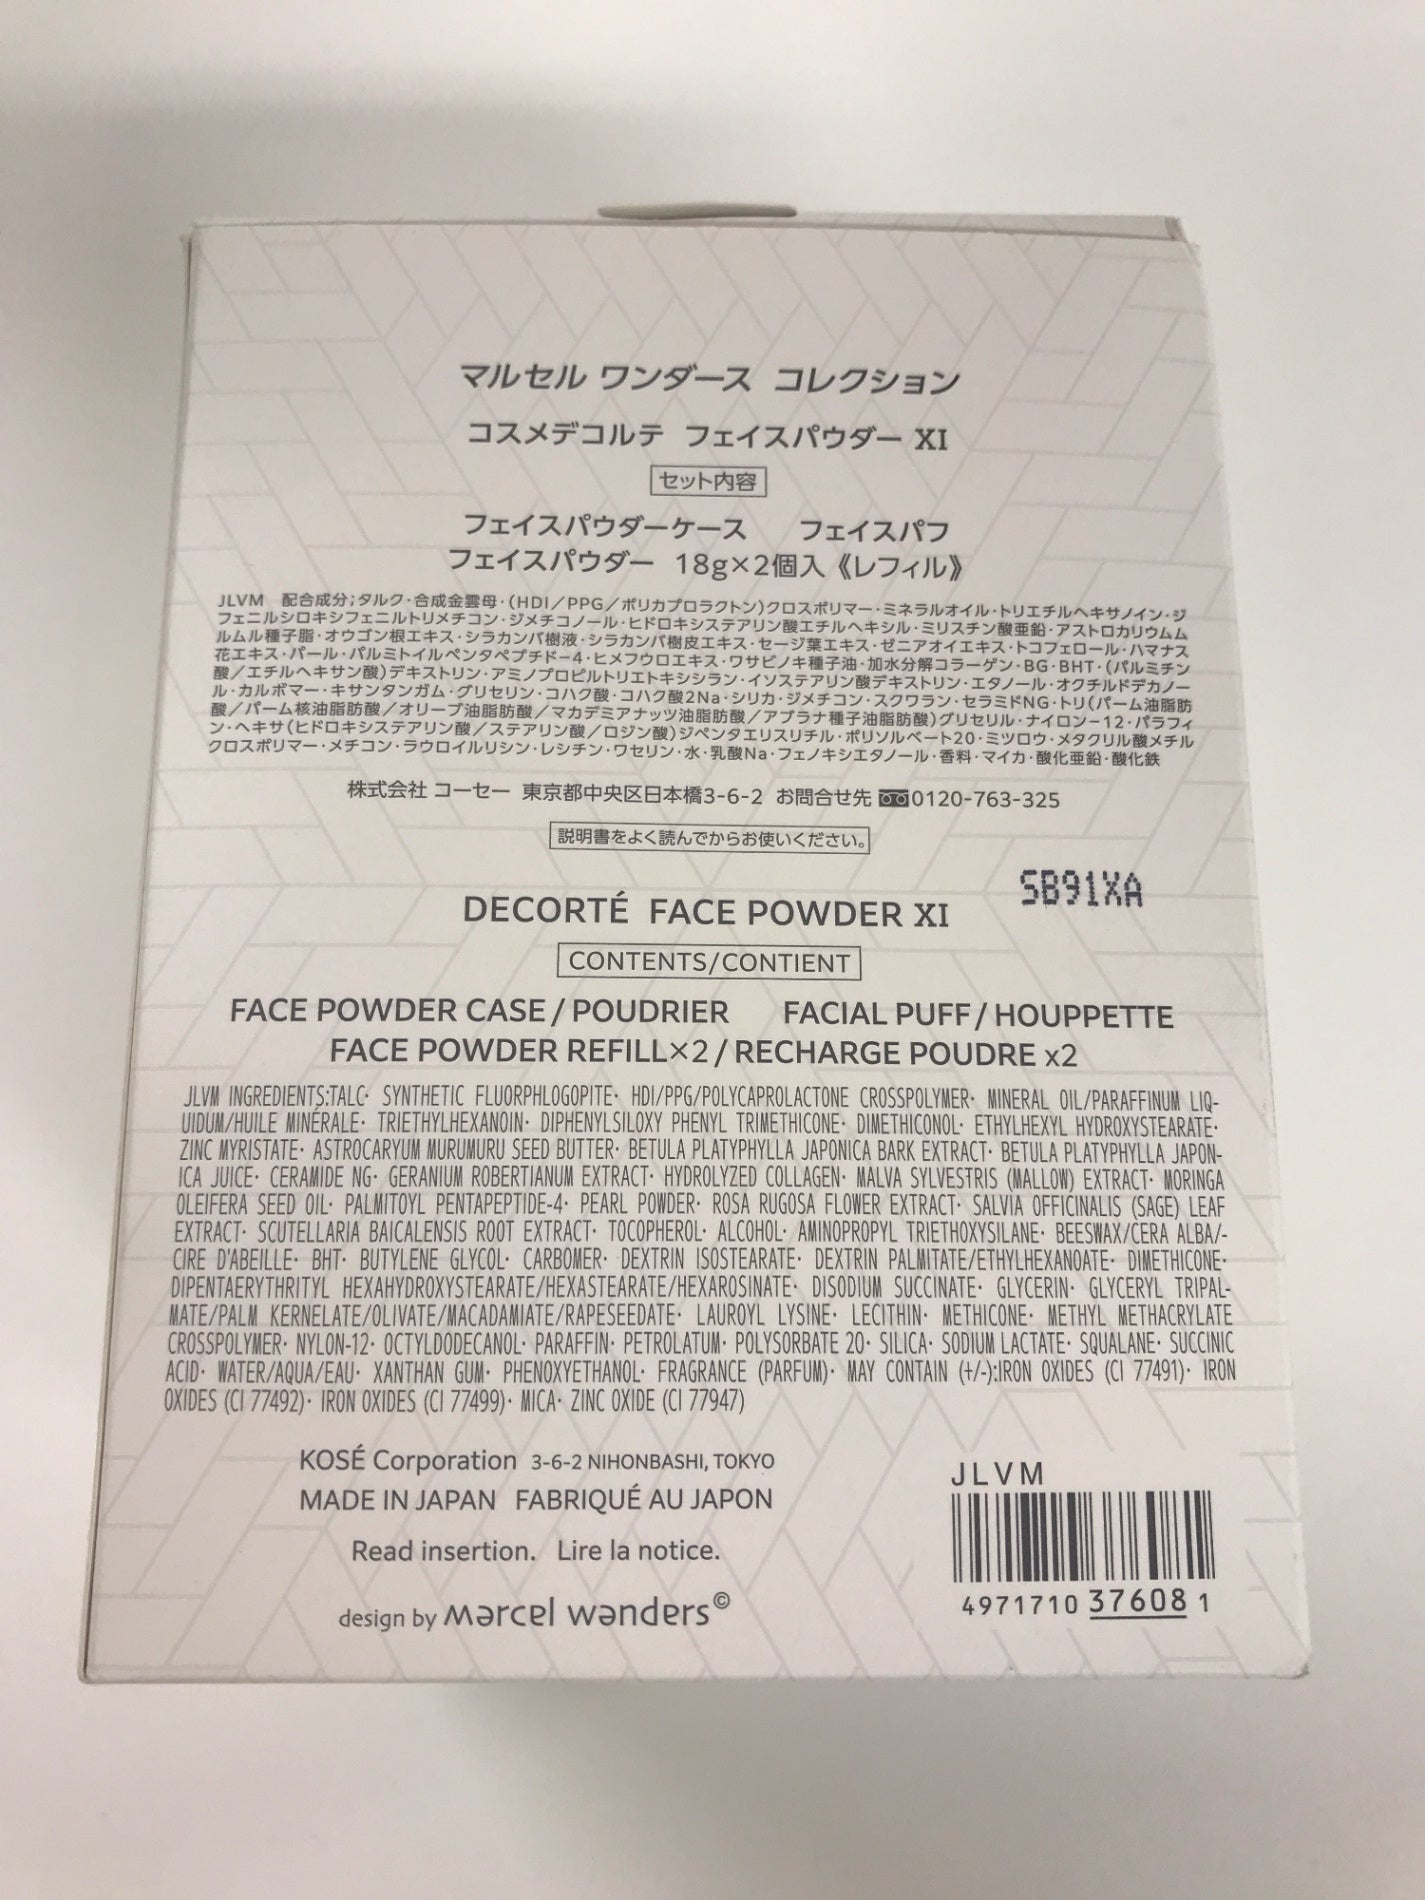 マルセル ワンダース コレクション
コスメデコルテ フェイスパウダー XI
セット内容
フェイスパウダーケース フェイスパフ
フェイスパウダー 18g×2個入《レフィル》
JLVM 配合成分;タルク・合成金雲母・(HDI/PPG/ポリカプロラクトン)クロスポリマー・ミネラルオイル・トリエチルヘキサノイン・ジ
フェニルシロキシフェニルトリメチコン・ジメチコノール・ヒドロキシステアリン酸エチルヘキシル・ミリスチン酸亜鉛・アストロカリウムム
ルムル種子脂・オウゴン根エキス・シラカンバ樹液・シラカンバ樹皮エキス・セージ葉エキス・ゼニアオイエキス・トコフェロール・ハマナス
花エキス・パール・パルミトイルペンタペプチド-4・ヒメフウロエキス・ワサビノキ種子油・加水分解コラーゲン・BG・BHT・(パルミチン
酸/エチルヘキサン酸)デキストリン・アミノプロピルトリエトキシシラン・イソステアリン酸デキストリン・エタノール・オクチルドデカノー
ル・カルボマー・キサンタンガム・グリセリン・コハク酸・コハク酸2Na・シリカ・ジメチコン・スクワラン・セラミドNG・トリ(パーム油脂肪
酸/パーム核油脂肪酸/オリーブ油脂肪酸/マカデミアナッツ油脂肪酸/アブラナ種子油脂肪酸)グリセリル・ナイロン-12・パラフィ
ン・ヘキサ(ヒドロキシステアリン酸/ステアリン酸/ロジン酸)ジペンタエリスリチル・ポリソルベート20・ミツロウ・メタクリル酸メチル
クロスポリマー・メチコン・ラウロイルリシン・レシチン・ワセリン・水・乳酸Na・フェノキシエタノール・香料・マイカ・酸化亜鉛・酸化鉄
株式会社 コーセー 東京都中央区日本橋3-6-2 お問合せ先 0120-763-325
説明書をよく読んでからお使いください。
SB91XA
DECORTÉ FACE POWDER XI
CONTENTS/CONTIENT
FACE POWDER CASE/POUDRIER FACIAL PUFF/HOUPPETTE
FACE POWDER REFILL×2/RECHARGE POUDRE x2
JLVM INGREDIENTS:TALC· SYNTHETIC FLUORPHLOGOPITE· HDI/PPG/POLYCAPROLACTONE CROSSPOLYMER· MINERAL OIL/PARAFFINUM LIQ-
UIDUM/HUILE MINÉRALE· TRIETHYLHEXANOIN· DIPHENYLSILOXY PHENYL TRIMETHICONE· DIMETHICONOL· ETHYLHEXYL HYDROXYSTEARATE·
ZINC MYRISTATE· ASTROCARYUM MURUMURU SEED BUTTER· BETULA PLATYPHYLLA JAPONICA BARK EXTRACT· BETULA PLATYPHYLLA JAPON-
ICA JUICE· CERAMIDE NG· GERANIUM ROBERTIANUM EXTRACT· HYDROLYZED COLLAGEN· MALVA SYLVESTRIS (MALLOW) EXTRACT· MORINGA
OLEIFERA SEED OIL· PALMITOYL PENTAPEPTIDE-4· PEARL POWDER· ROSA RUGOSA FLOWER EXTRACT· SALVIA OFFICINALIS (SAGE) LEAF
EXTRACT· SCUTELLARIA BAICALENSIS ROOT EXTRACT· TOCOPHEROL· ALCOHOL· AMINOPROPYL TRIETHOXYSILANE· BEESWAX/CERA ALBA/-
CIRE D'ABEILLE· BHT· BUTYLENE GLYCOL· CARBOMER· DEXTRIN ISOSTEARATE· DEXTRIN PALMITATE/ETHYLHEXANOATE· DIMETHICONE·
DIPENTAERYTHRITYL HEXAHYDROXYSTEARATE/HEXASTEARATE/HEXAROSINATE· DISODIUM SUCCINATE· GLYCERIN· GLYCERYL TRIPAL-
MATE/PALM KERNELATE/OLIVATE/MACADAMIATE/RAPESEEDATE· LAUROYL LYSINE· LECITHIN· METHICONE· METHYL METHACRYLATE
CROSSPOLYMER· NYLON-12· OCTYLDODECANOL· PARAFFIN· PETROLATUM· POLYSORBATE 20· SILICA· SODIUM LACTATE· SQUALANE· SUCCINIC
ACID· WATER/AQUA/EAU· XANTHAN GUM· PHENOXYETHANOL· FRAGRANCE (PARFUM)· MAY CONTAIN (+/-):IRON OXIDES (CI 77491)· IRON
OXIDES (CI 77492)· IRON OXIDES (CI 77499)· MICA· ZINC OXIDE (CI 77947)
KOSÉ Corporation 3-6-2 NIHONBASHI, TOKYO
MADE IN JAPAN FABRIQUÉ AU JAPON
Read insertion. Lire la notice.
design by marcel wanders©
JLVM
4971710 37608 1